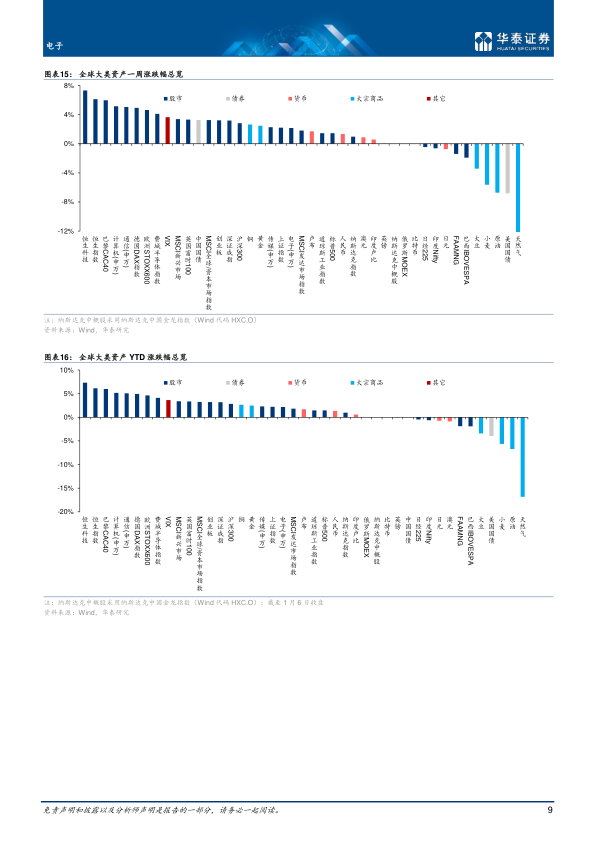 电子
华泰证券
HUATAI SECURITIES
图表15： 全球大类资产一周涨跌幅总览
8%
4%
0%
-4%
-8%
-12%
股市
债券
货币
大宗商品
其它
恒生科技
恒生指数
巴黎CAC40
计算机(申万)
通信(申万)
德国DAX指数
欧洲STOXX600
费城半导体指数
VIX
MSCI新兴市场
英国富时100
中国国债
MSCI全球/资本市场指数
创业板
深证成指
沪深300
铜
黄金
传媒(申万)
上证指数
电子(申万)
MSCI发达市场指数
卢布
道琼斯工业指数
标普500
人民币
纳斯达克指数
澳元
印度卢比
英镑
纳斯达克中概股
俄罗斯MOEX
比特币
日经225
印度Nifty
日元
FAAMNG
巴西IBOVESPA
大豆
小麦
原油
美国国债
天然气
注：纳斯达克中概股采用纳斯达克中国金龙指数（Wind 代码 HXC.O）
资料来源：Wind，华泰研究
图表16： 全球大类资产 YTD 涨跌幅总览
10%
5%
0%
-5%
-10%
-15%
-20%
股市
债券
货币
大宗商品
其它
恒生科技
恒生指数
巴黎CAC40
计算机(申万)
通信(申万)
德国DAX指数
欧洲STOXX600
费城半导体指数
VIX
MSCI新兴市场
英国富时100
MSCI全球/资本市场指数
创业板
深证成指
沪深300
铜
黄金
传媒(申万)
上证指数
电子(申万)
MSCI发达市场指数
卢布
道琼斯工业指数
标普500
人民币
纳斯达克指数
印度卢比
俄罗斯MOEX
纳斯达克中概股
比特币
英镑
中国国债
日经225
印度Nifty
日元
澳元
FAAMNG
巴西IBOVESPA
大豆
美国国债
小麦
原油
天然气
注：纳斯达克中概股采用纳斯达克中国金龙指数（Wind 代码 HXC.O）；截至 1 月 6 日收盘
资料来源：Wind，华泰研究
免责声明和披露以及分析师声明是报告的一部分，请务必一起阅读。
9